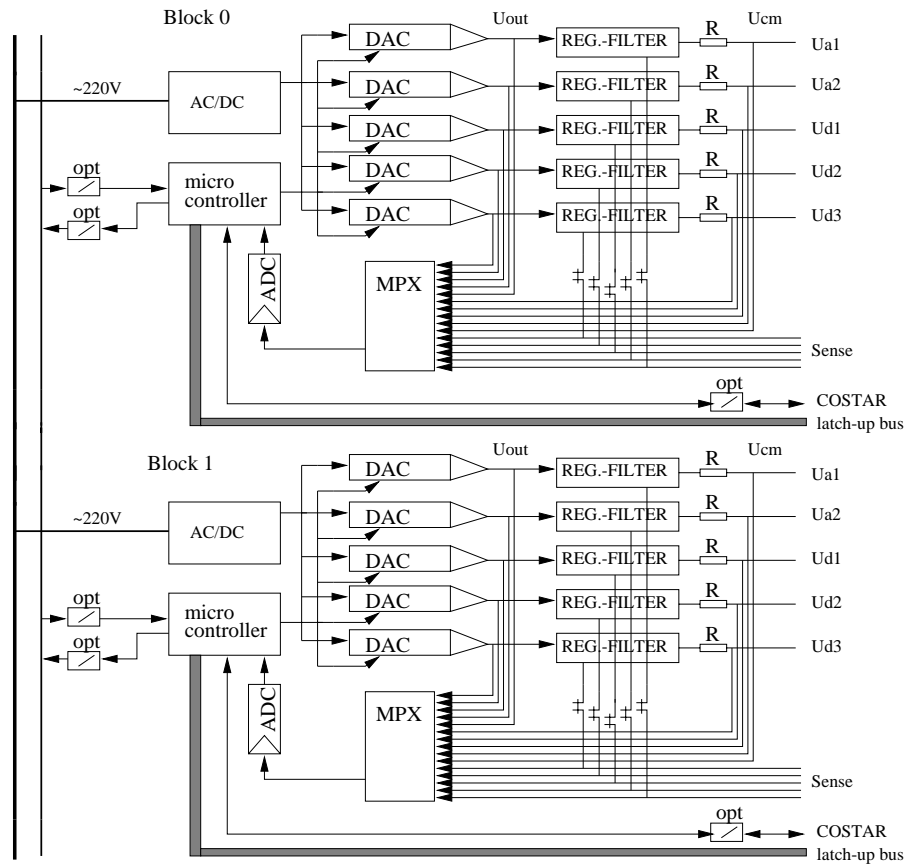 Block 0
Uout
Ucm
DAC
REG.-FILTER
R
Ua1
~220V
AC/DC
DAC
REG.-FILTER
R
Ua2
DAC
REG.-FILTER
R
Ud1
opt
micro
controller
DAC
REG.-FILTER
R
Ud2
opt
DAC
REG.-FILTER
R
Ud3
ADC
MPX
Sense
opt
COSTAR
latch-up bus
Block 1
Uout
Ucm
DAC
REG.-FILTER
R
Ua1
~220V
AC/DC
DAC
REG.-FILTER
R
Ua2
DAC
REG.-FILTER
R
Ud1
opt
micro
controller
DAC
REG.-FILTER
R
Ud2
opt
DAC
REG.-FILTER
R
Ud3
ADC
MPX
Sense
opt
COSTAR
latch-up bus